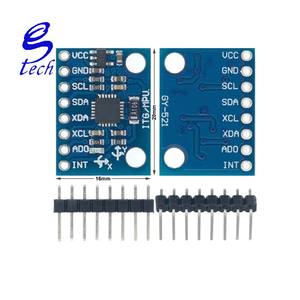 e
tech
VCC
GND
SCL
SDA
XCL
XDA
ADO
INT
ITG/MPU
X
Y
16mm
GY-521
VCC
GND
SCL
SDA
XDA
XCL
ADO
INT